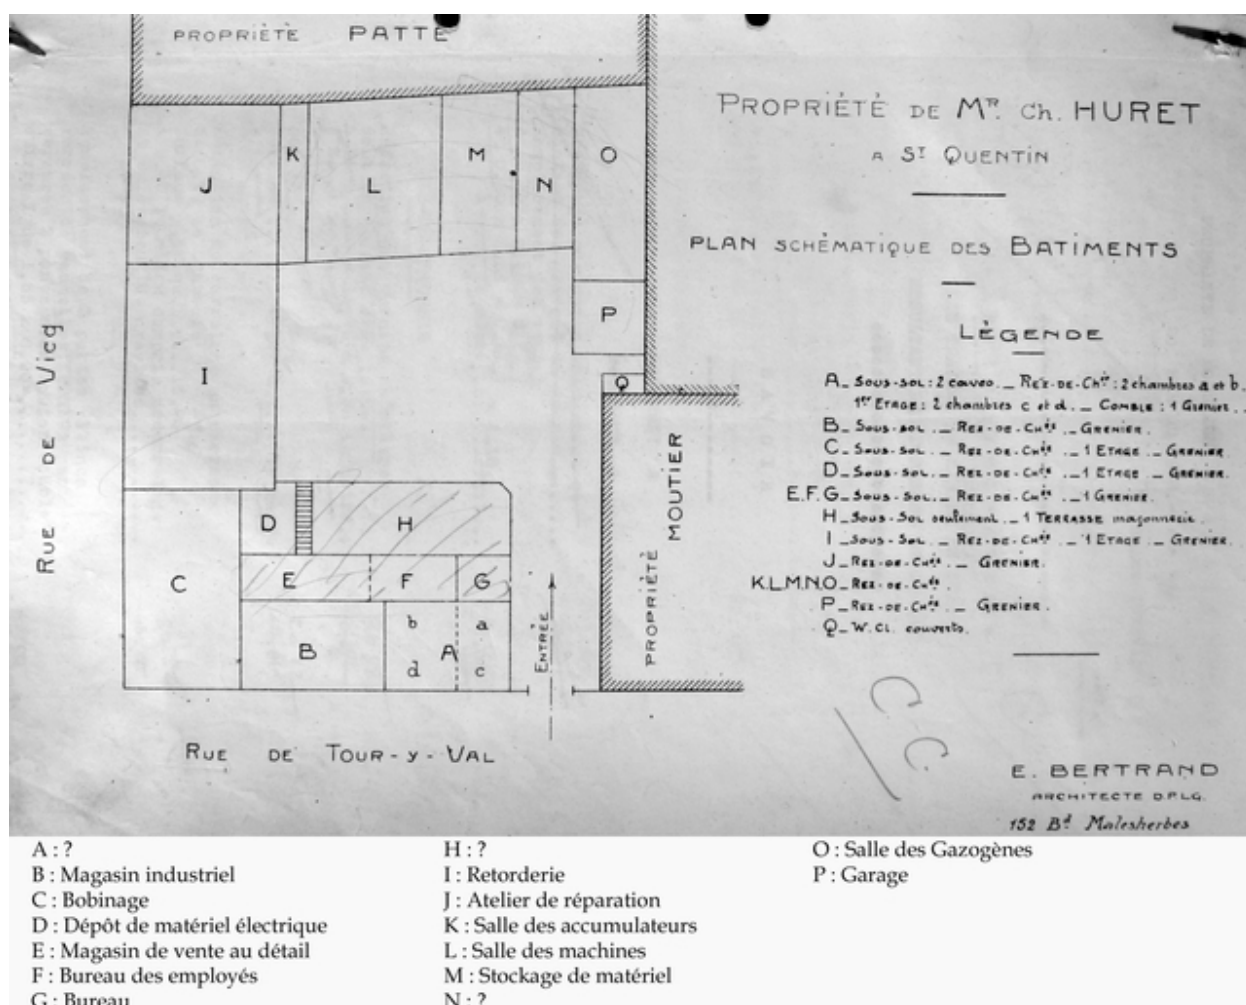 PROPRIÈTÈ PATTE
PROPRIÉTÉ DE Mr. Ch. HURET
A St QUENTIN
PLAN SCHÈMATIQUE DES BATIMENTS
LÈGENDE
A_ Sous-sol : 2 caves _ Rez-de-Chée : 2 chambres a et b.
1er Etage : 2 chambres c et d. _ Comble : 1 Grenier.
B_ Sous-sol _ Rez-de-Chée _ Grenier.
C_ Sous-Sol _ Rez-de-Chée _ 1 Etage _ Grenier.
D_ Sous-Sol _ Rez-de-Chée _ 1 Etage _ Grenier.
E.F.G_ Sous-Sol _ Rez-de-Chée _ 1 Grenier.
H_ Sous-Sol seulement _ 1 Terrasse maçonnerie.
I_ Sous-Sol _ Rez-de-Chée _ 1 Etage _ Grenier.
J_ Rez-de-Chée _ Grenier.
K.L.M.N.O_ Rez-de-Chée
P_ Rez-de-Chée _ Grenier.
Q_ W.Cl. couverts.
J
K
L
M
N
O
P
Q
I
D
H
C
E
F
G
B
b
a
A
d
c
ENTRÈE
RUE DE VICQ
PROPRIÈTÈ MOUTIER
RUE DE TOUR-Y-VAL
C-C
E. BERTRAND
ARCHITECTE D.P.L.G.
152 Bd Malesherbes
A : ?
B : Magasin industriel
C : Bobinage
D : Dépôt de matériel électrique
E : Magasin de vente au détail
F : Bureau des employés
G : Bureau
H : ?
I : Retorderie
J : Atelier de réparation
K : Salle des accumulateurs
L : Salle des machines
M : Stockage de matériel
N : ?
O : Salle des Gazogènes
P : Garage